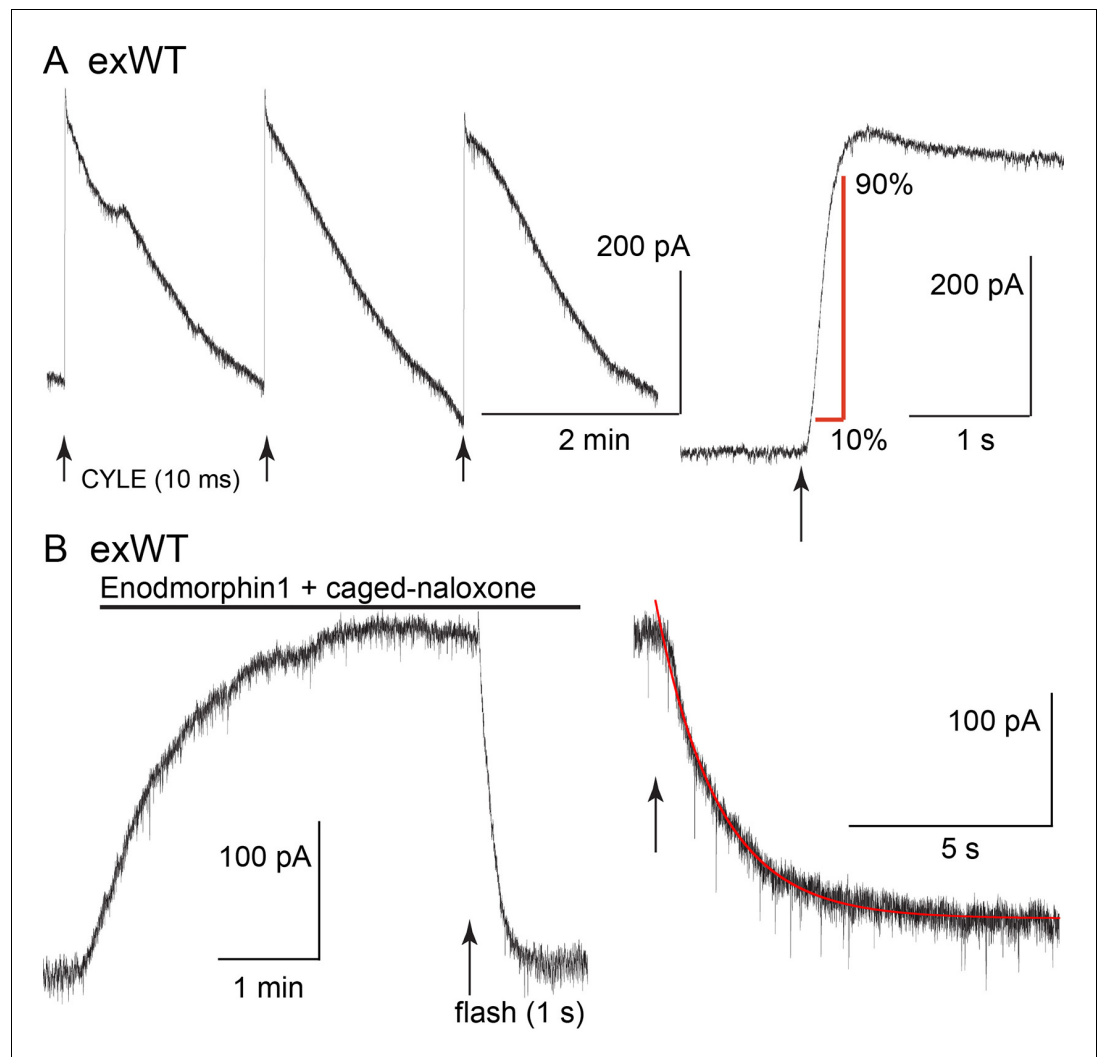 A exWT
90%
200 pA
200 pA
2 min
10%
1 s
CYLE (10 ms)
B exWT
Enodmorphin1 + caged-naloxone
100 pA
100 pA
5 s
1 min
flash (1 s)